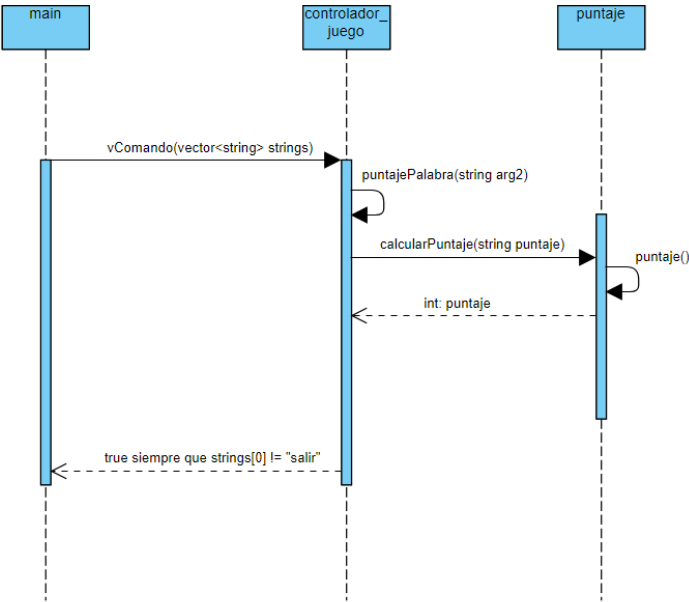 main
controlador_
juego
puntaje
vComando(vector<string> strings)
puntajePalabra(string arg2)
calcularPuntaje(string puntaje)
puntaje()
int: puntaje
true siempre que strings[0] != "salir"